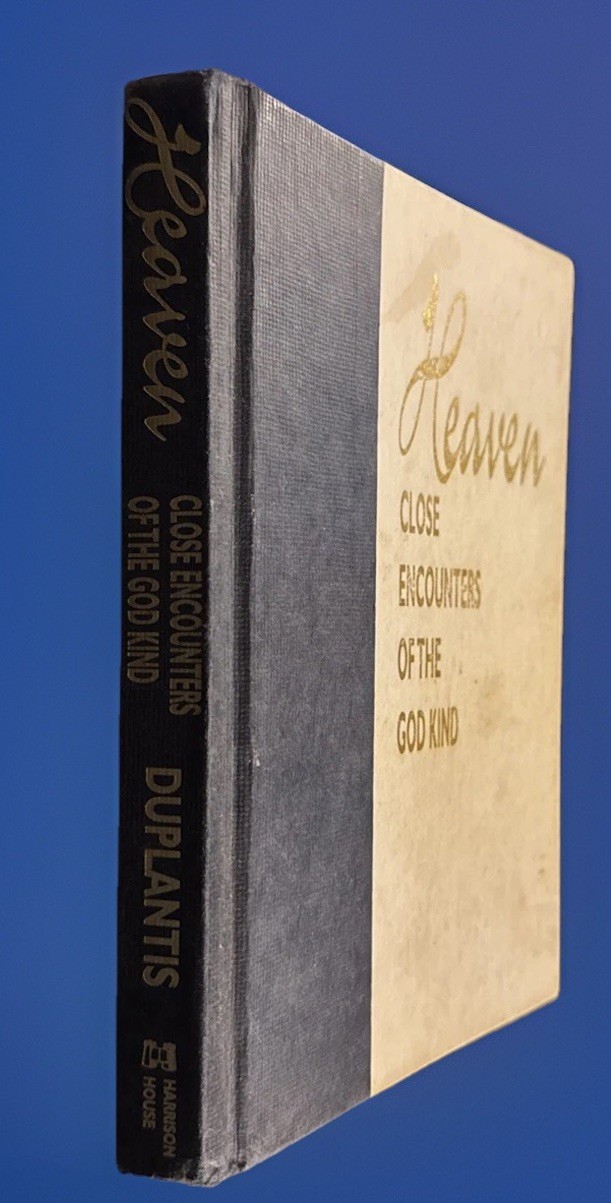 Heaven
CLOSE ENCOUNTERS
OF THE GOD KIND
DUPLANTIS
HARRISON
HOUSE
Heaven
CLOSE
ENCOUNTERS
OF THE
GOD KIND